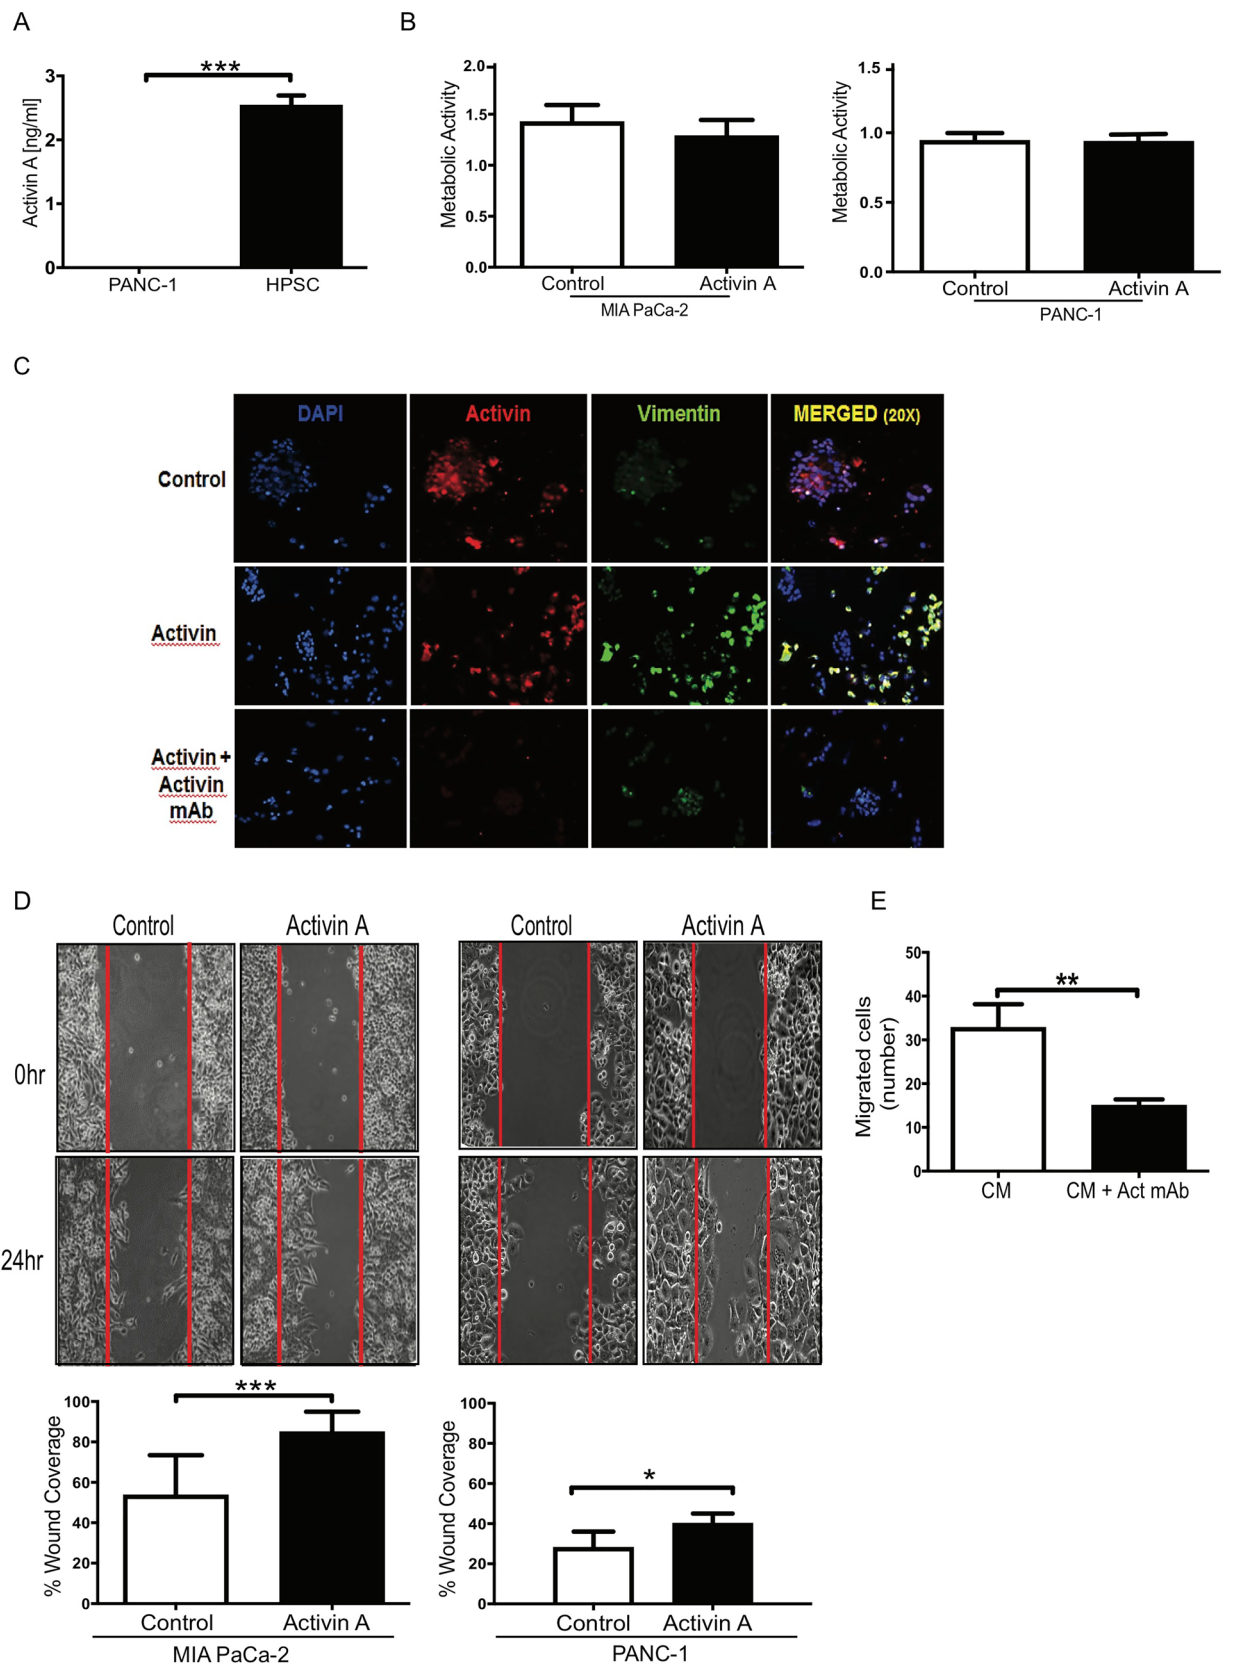 A
B
***
3
2
1
0
Activin A [ng/ml]
PANC-1
HPSC
2.0
1.5
1.0
0.5
0.0
Metabolic Activity
Control
Activin A
MIA PaCa-2
1.5
1.0
0.5
0.0
Metabolic Activity
Control
Activin A
PANC-1
C
DAPI
Activin
Vimentin
MERGED (20X)
Control
Activin
Activin +
Activin
mAb
D
Control
Activin A
Control
Activin A
0hr
24hr
***
100
80
60
40
20
0
% Wound Coverage
Control
Activin A
MIA PaCa-2
*
100
80
60
40
20
0
% Wound Coverage
Control
Activin A
PANC-1
E
**
50
40
30
20
10
0
Migrated cells
(number)
CM
CM + Act mAb